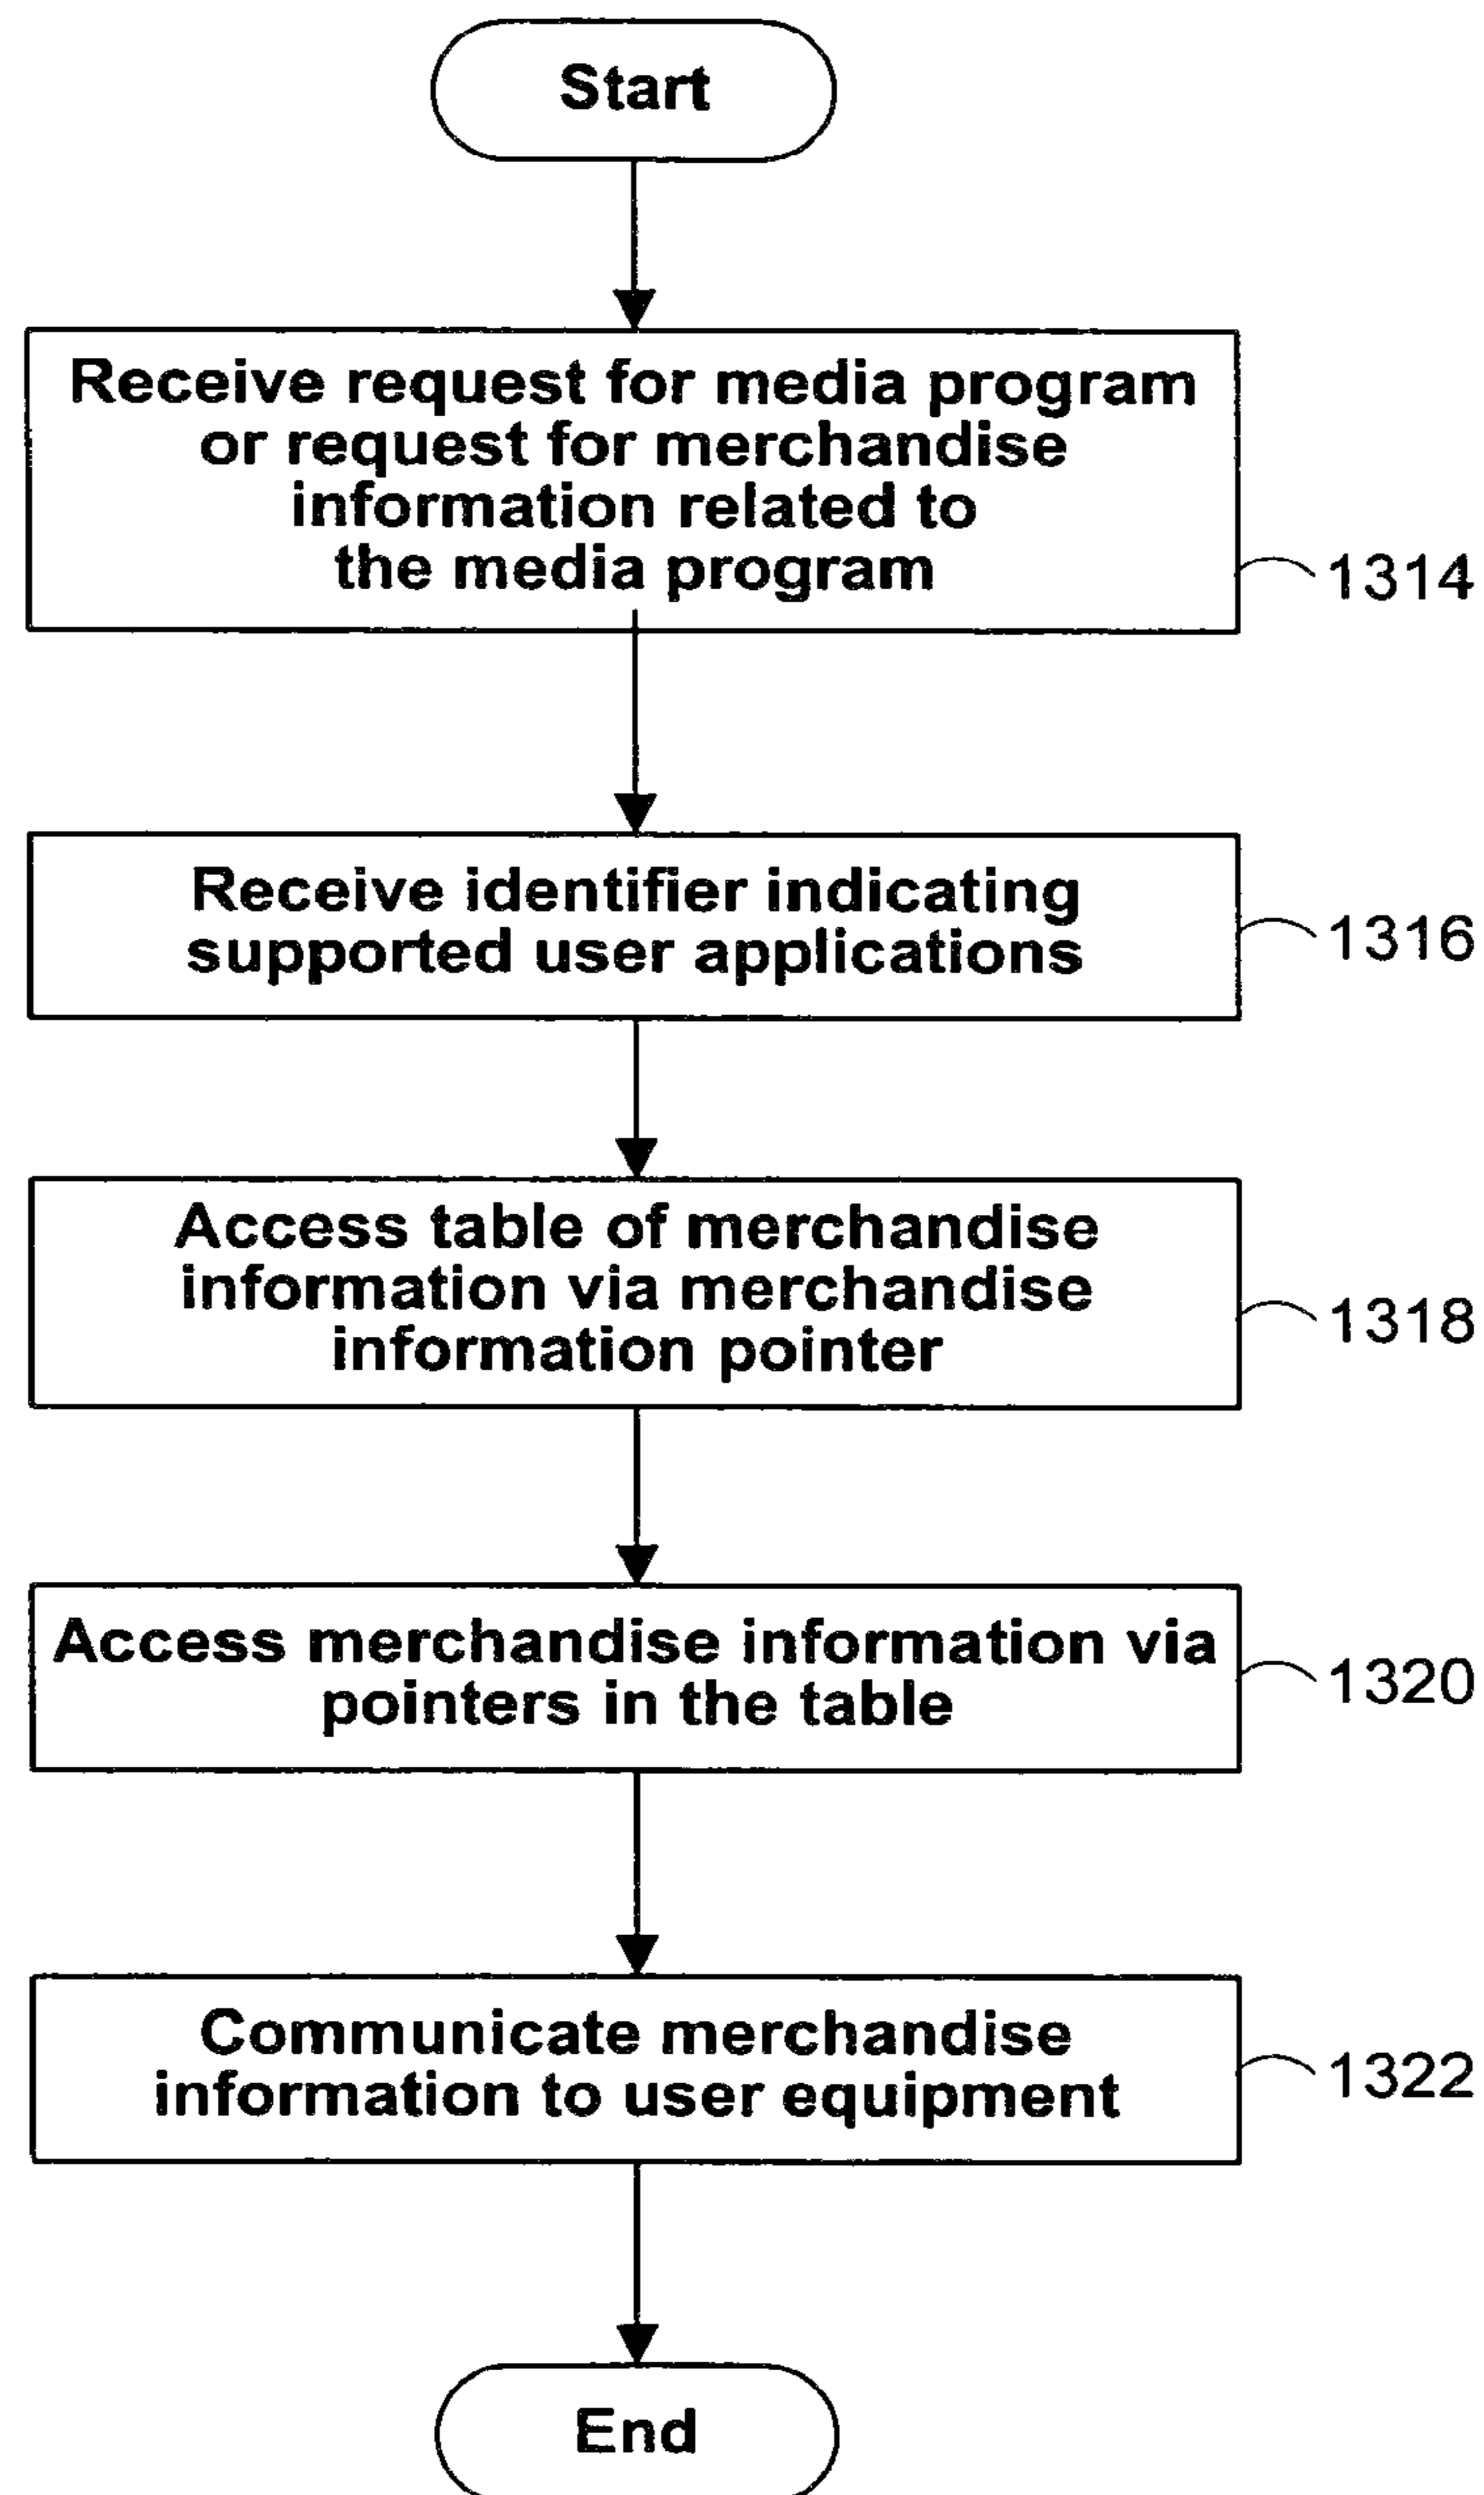 Start
Receive request for media program
or request for merchandise
information related to
the media program
1314
Receive identifier indicating
supported user applications
1316
Access table of merchandise
information via merchandise
information pointer
1318
Access merchandise information via
pointers in the table
1320
Communicate merchandise
information to user equipment
1322
End